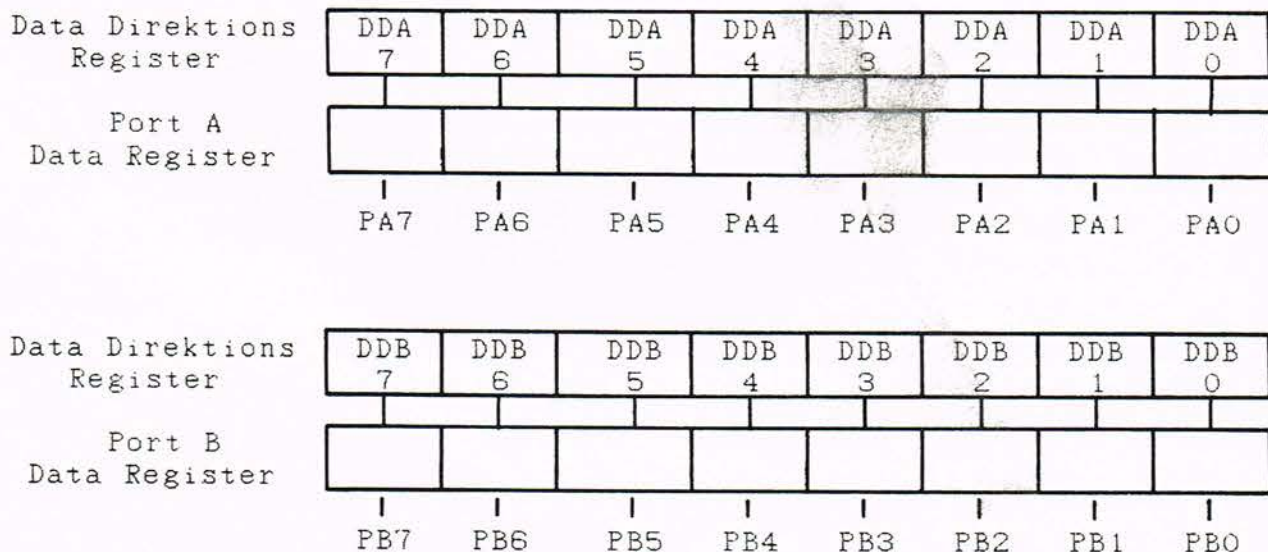 Data Direktions
Register
DDA DDA DDA DDA DDA DDA DDA DDA
7 6 5 4 3 2 1 0
Port A
Data Register
PA7 PA6 PA5 PA4 PA3 PA2 PA1 PA0
Data Direktions
Register
DDB DDB DDB DDB DDB DDB DDB DDB
7 6 5 4 3 2 1 0
Port B
Data Register
PB7 PB6 PB5 PB4 PB3 PB2 PB1 PB0